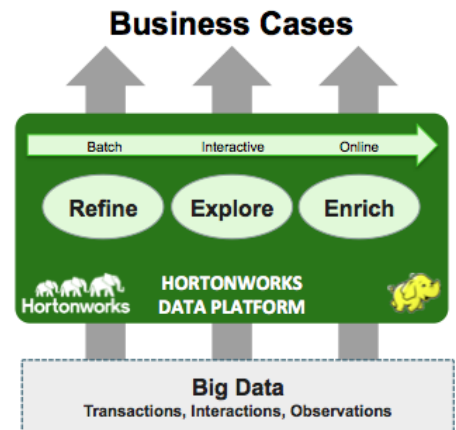 Business Cases
Batch Interactive Online
Refine Explore Enrich
Hortonworks
HORTONWORKS
DATA PLATFORM
Big Data
Transactions, Interactions, Observations